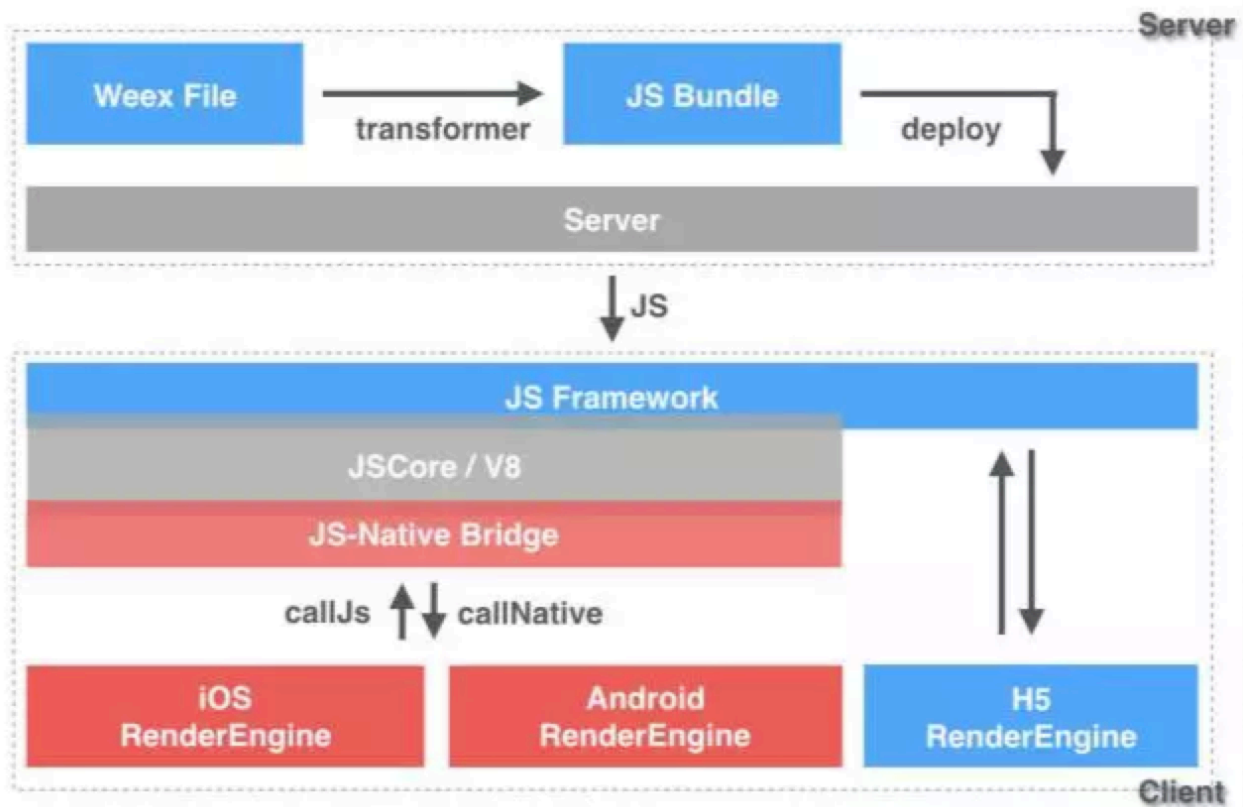 Server
Weex File
transformer
JS Bundle
deploy
Server
JS
JS Framework
JSCore / V8
JS-Native Bridge
callJs
callNative
iOS
RenderEngine
Android
RenderEngine
H5
RenderEngine
Client